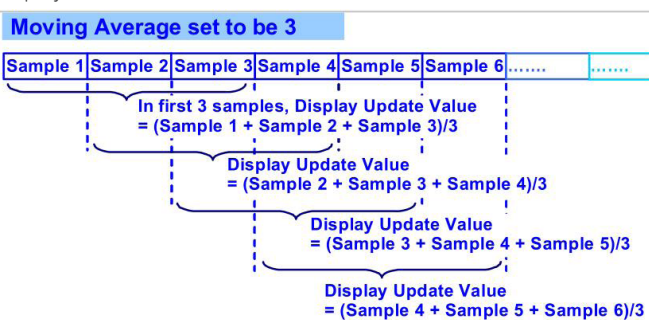 Moving Average set to be 3
Sample 1 Sample 2 Sample 3 Sample 4 Sample 5 Sample 6 ....... .......
In first 3 samples, Display Update Value
= (Sample 1 + Sample 2 + Sample 3)/3
Display Update Value
= (Sample 2 + Sample 3 + Sample 4)/3
Display Update Value
= (Sample 3 + Sample 4 + Sample 5)/3
Display Update Value
= (Sample 4 + Sample 5 + Sample 6)/3